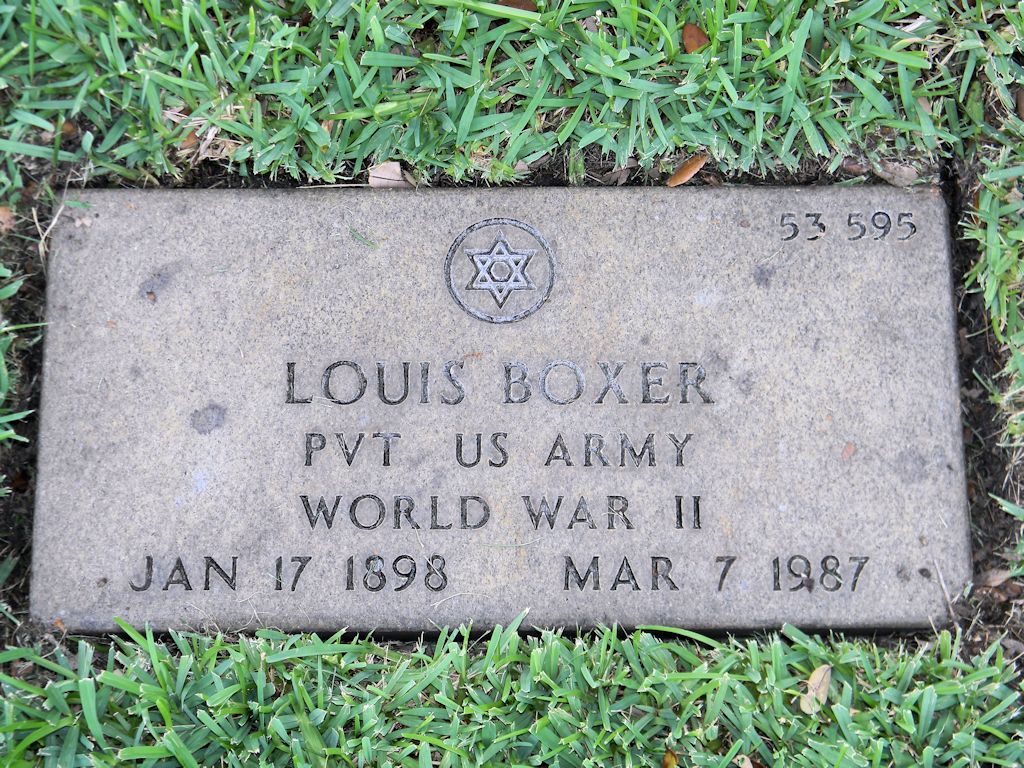 53 595
LOUIS BOXER
PVT US ARMY
WORLD WAR II
JAN 17 1898 MAR 7 1987